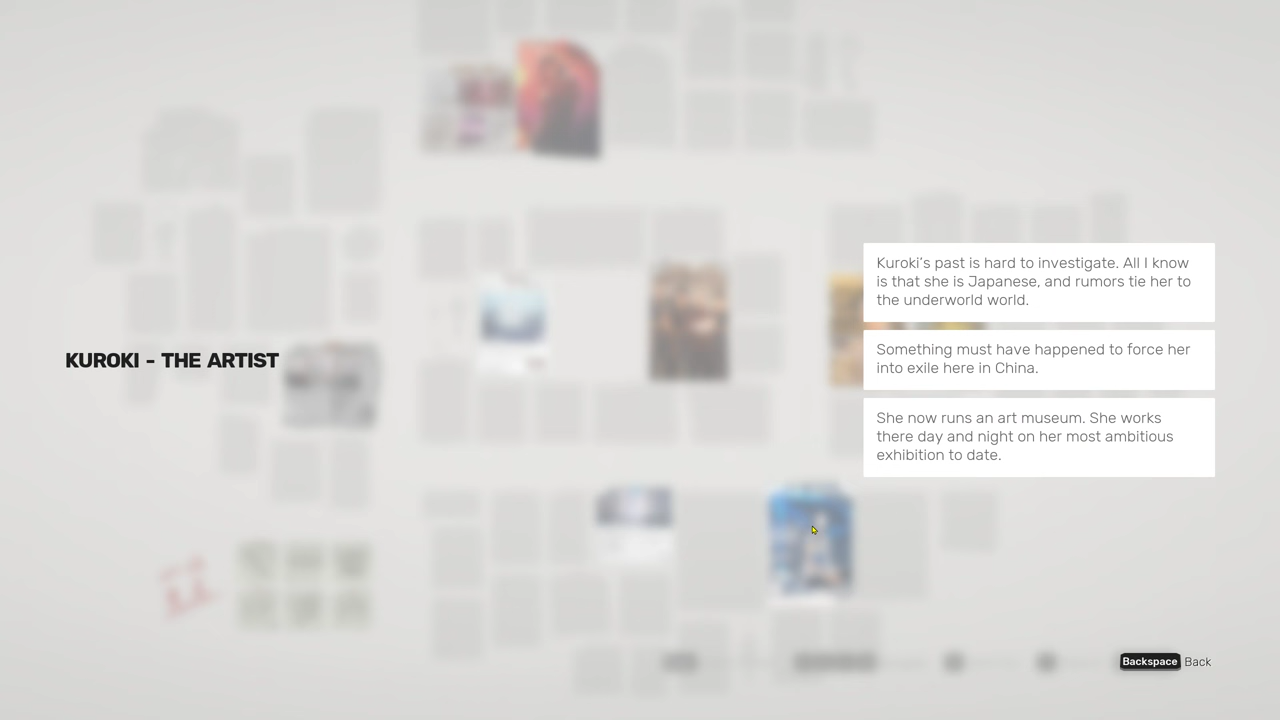 KUROKI - THE ARTIST
Kuroki's past is hard to investigate. All I know
is that she is Japanese, and rumors tie her to
the underworld world.
Something must have happened to force her
into exile here in China.
She now runs an art museum. She works
there day and night on her most ambitious
exhibition to date.
Backspace Back